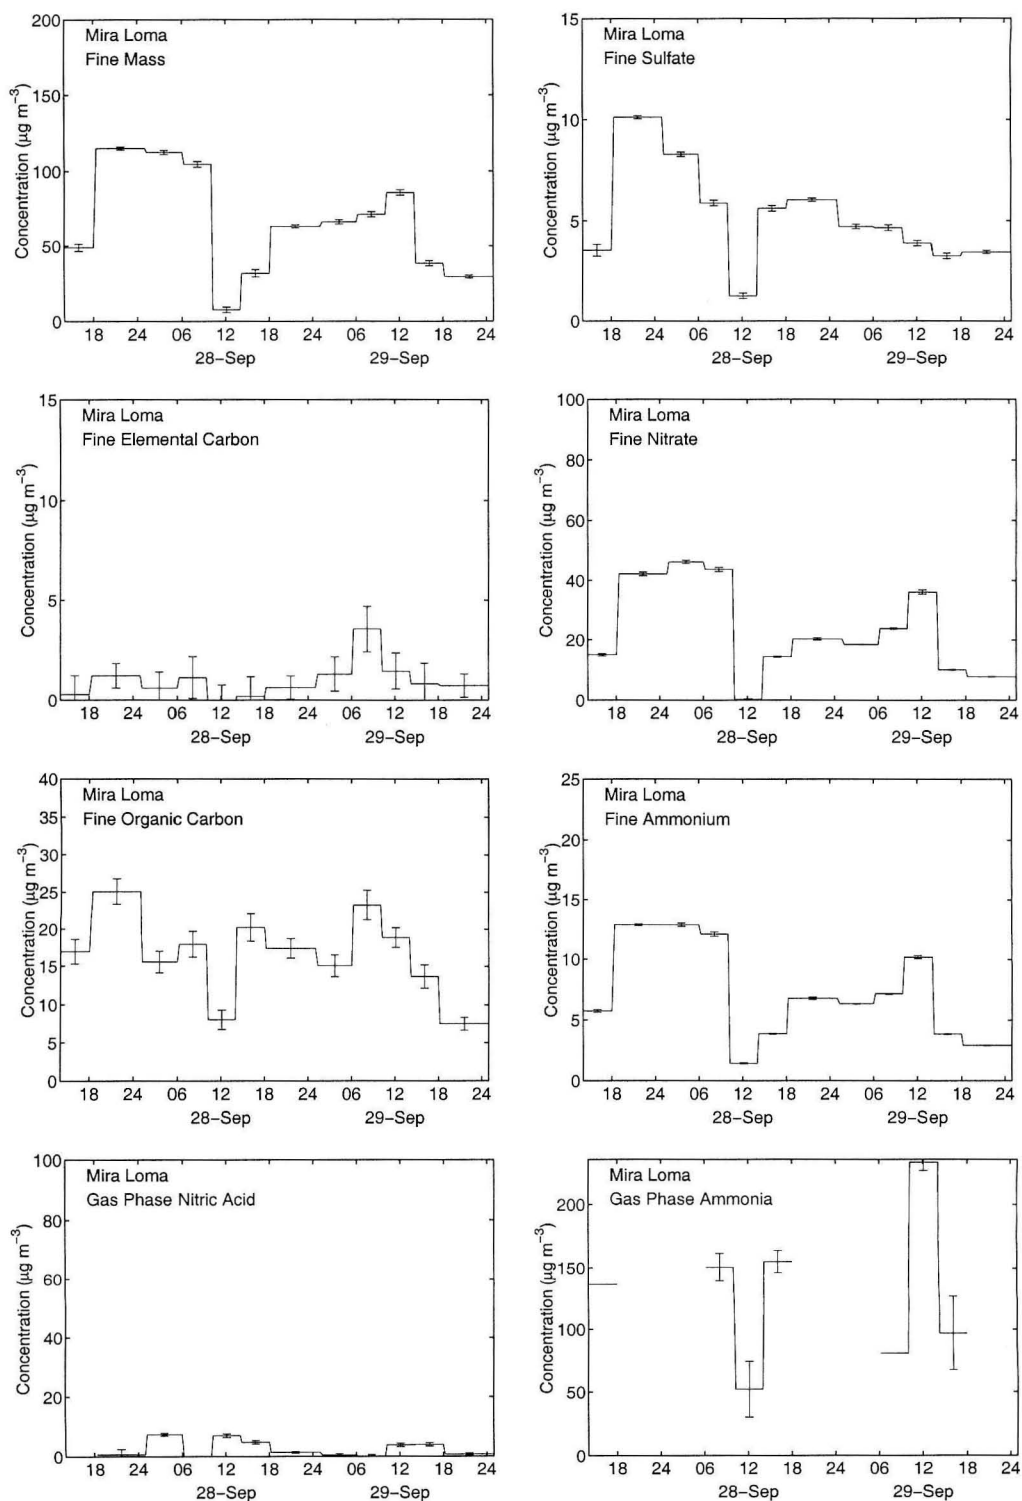 Mira Loma
Fine Mass
Concentration (µg m⁻³)
200
150
100
50
0
18 24 06 12 18 24 06 12 18 24
28–Sep 29–Sep
Mira Loma
Fine Sulfate
Concentration (µg m⁻³)
15
10
5
0
18 24 06 12 18 24 06 12 18 24
28–Sep 29–Sep
Mira Loma
Fine Elemental Carbon
Concentration (µg m⁻³)
15
10
5
0
18 24 06 12 18 24 06 12 18 24
28–Sep 29–Sep
Mira Loma
Fine Nitrate
Concentration (µg m⁻³)
100
80
60
40
20
0
18 24 06 12 18 24 06 12 18 24
28–Sep 29–Sep
Mira Loma
Fine Organic Carbon
Concentration (µg m⁻³)
40
35
30
25
20
15
10
5
0
18 24 06 12 18 24 06 12 18 24
28–Sep 29–Sep
Mira Loma
Fine Ammonium
Concentration (µg m⁻³)
25
20
15
10
5
0
18 24 06 12 18 24 06 12 18 24
28–Sep 29–Sep
Mira Loma
Gas Phase Nitric Acid
Concentration (µg m⁻³)
100
80
60
40
20
0
18 24 06 12 18 24 06 12 18 24
28–Sep 29–Sep
Mira Loma
Gas Phase Ammonia
Concentration (µg m⁻³)
200
150
100
50
0
18 24 06 12 18 24 06 12 18 24
28–Sep 29–Sep